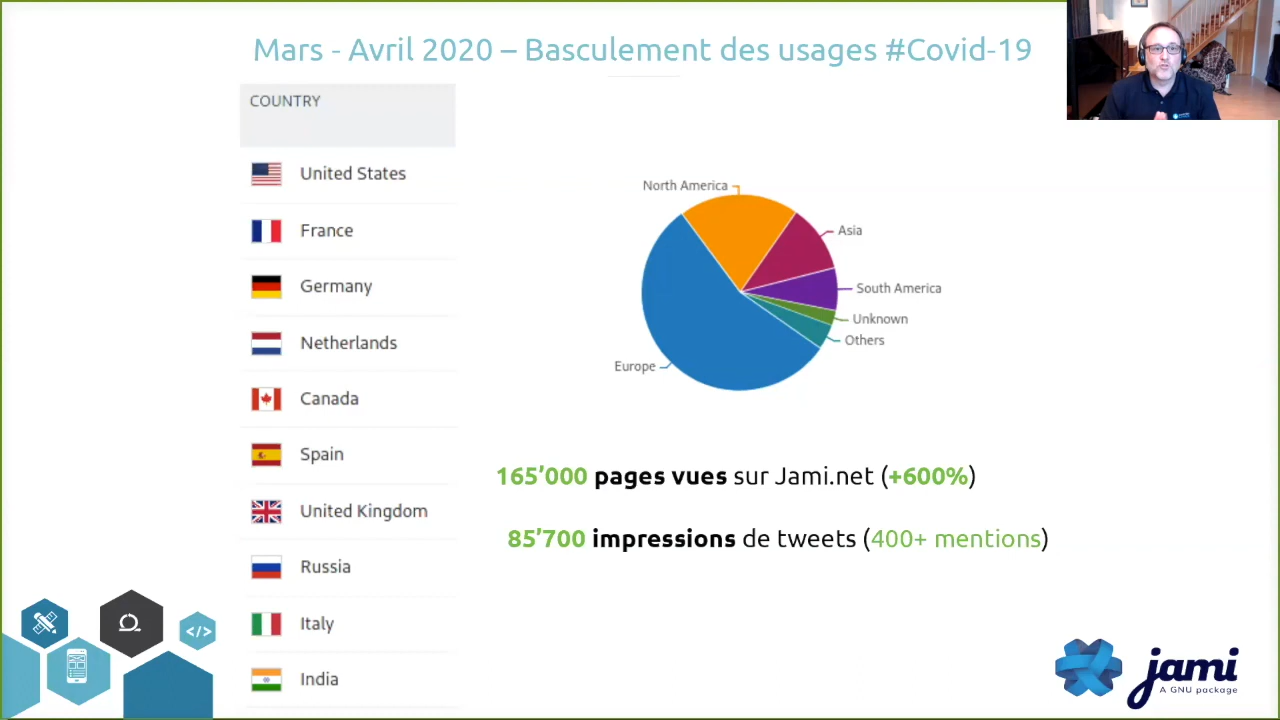 Mars - Avril 2020 – Basculement des usages #Covid-19
COUNTRY
United States
France
Germany
Netherlands
Canada
Spain
United Kingdom
Russia
Italy
India
North America
Asia
South America
Unknown
Others
Europe
165’000 pages vues sur Jami.net (+600%)
85’700 impressions de tweets (400+ mentions)
</>
jami
A GNU package